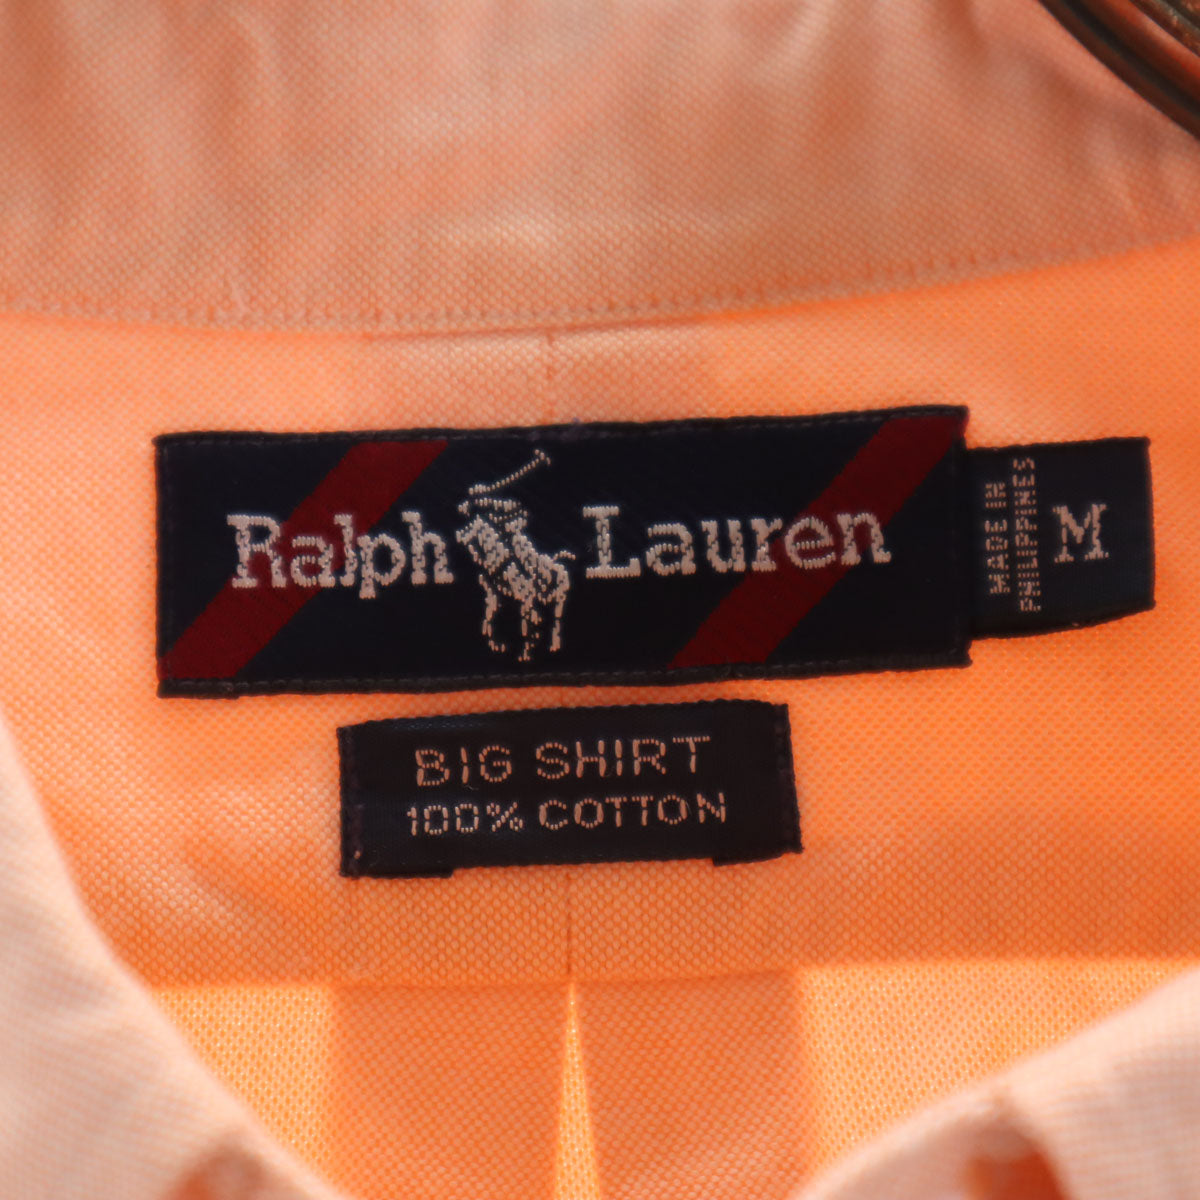 Ralph Lauren
MADE IN
PHILIPPINES
M
BIG SHIRT
100% COTTON